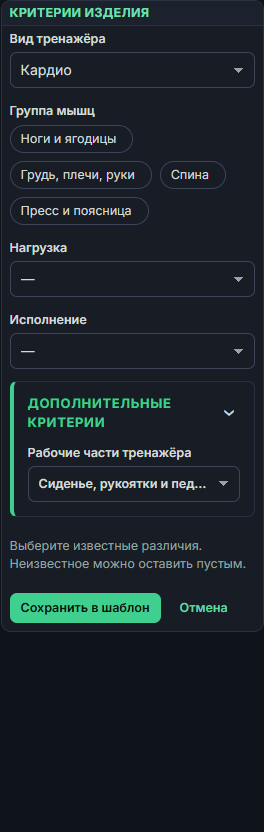 КРИТЕРИИ ИЗДЕЛИЯ
Вид тренажёра
Кардио
Группа мышц
Ноги и ягодицы
Грудь, плечи, руки Спина
Пресс и поясница
Нагрузка
—
Исполнение
—
ДОПОЛНИТЕЛЬНЫЕ
КРИТЕРИИ
Рабочие части тренажёра
Сиденье, рукоятки и пед...
Выберите известные различия.
Неизвестное можно оставить пустым.
Сохранить в шаблон Отмена